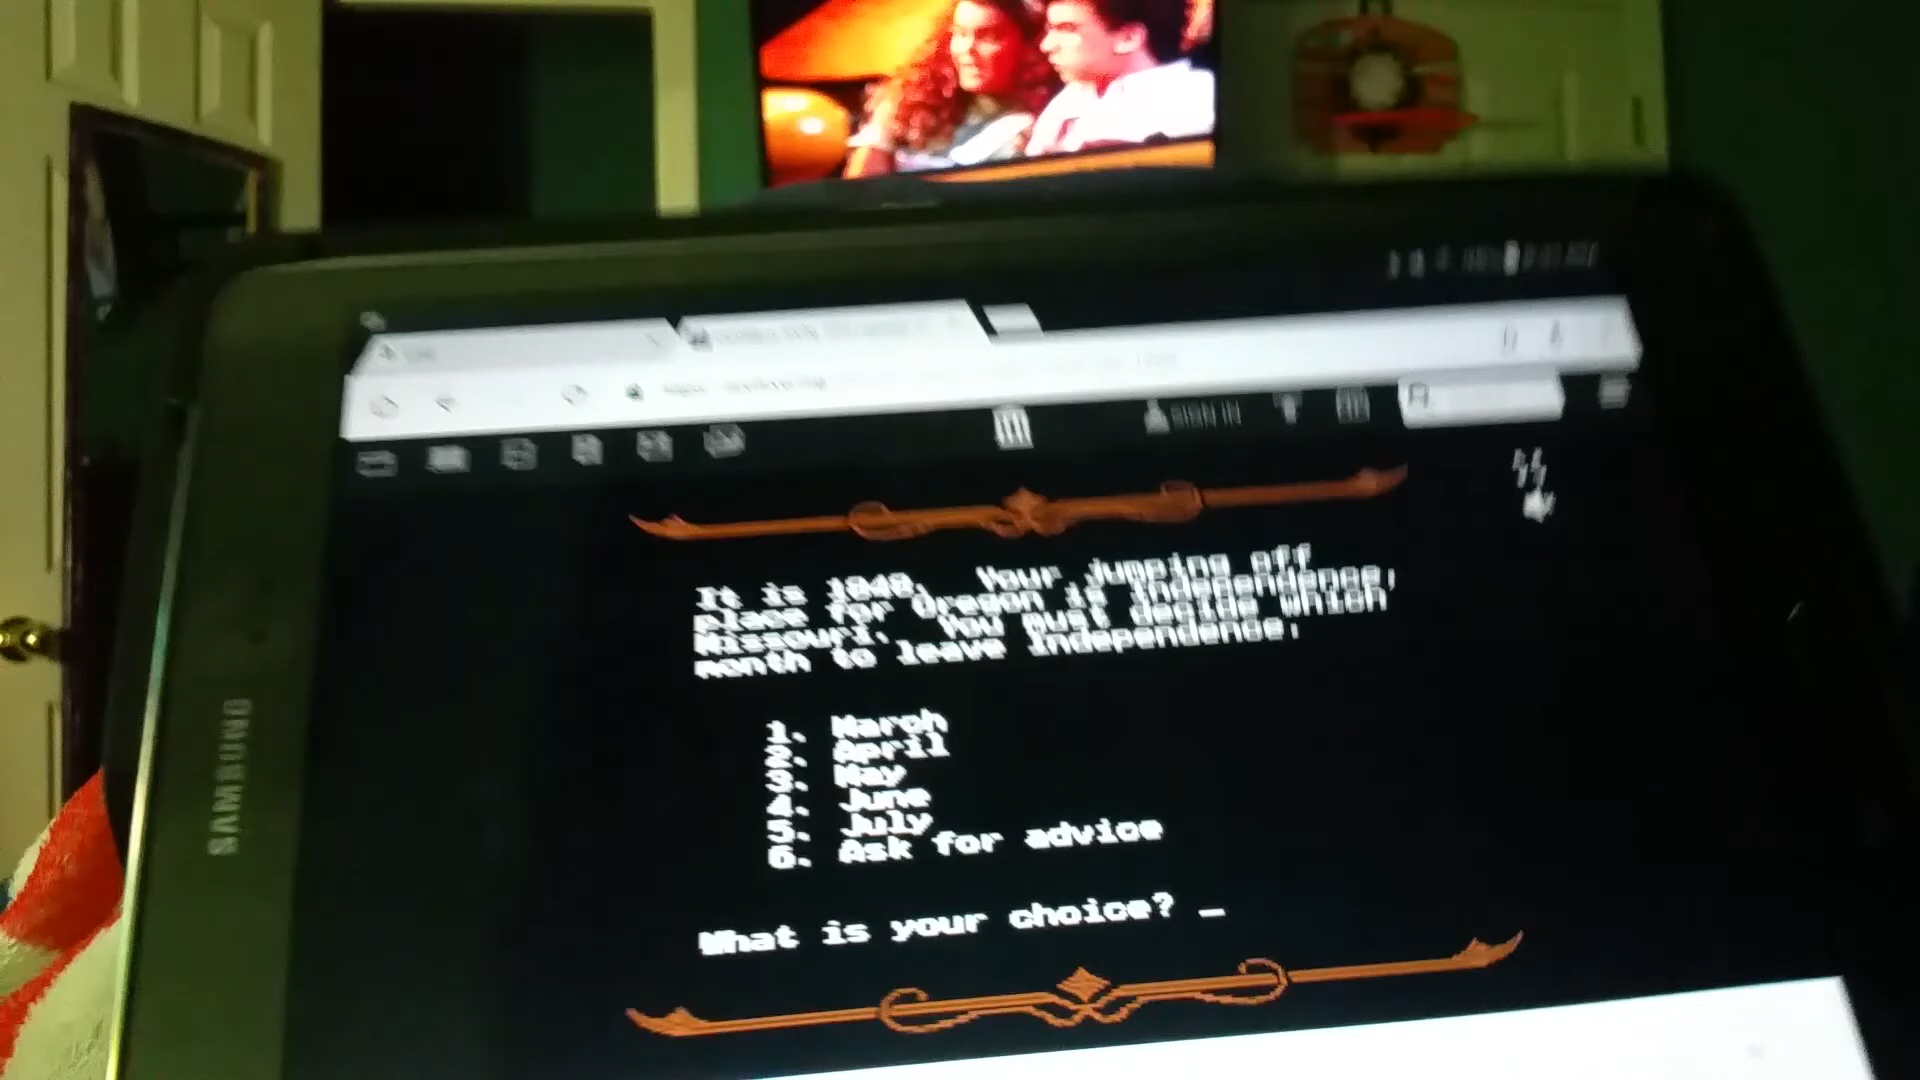 SIGN IN
It is 1848. Your jumping off
place for Oregon is Independence,
Missouri. You must decide which
month to leave Independence.
1. March
2. April
3. May
4. June
5. July
6. Ask for advice
What is your choice? _
SAMSUNG